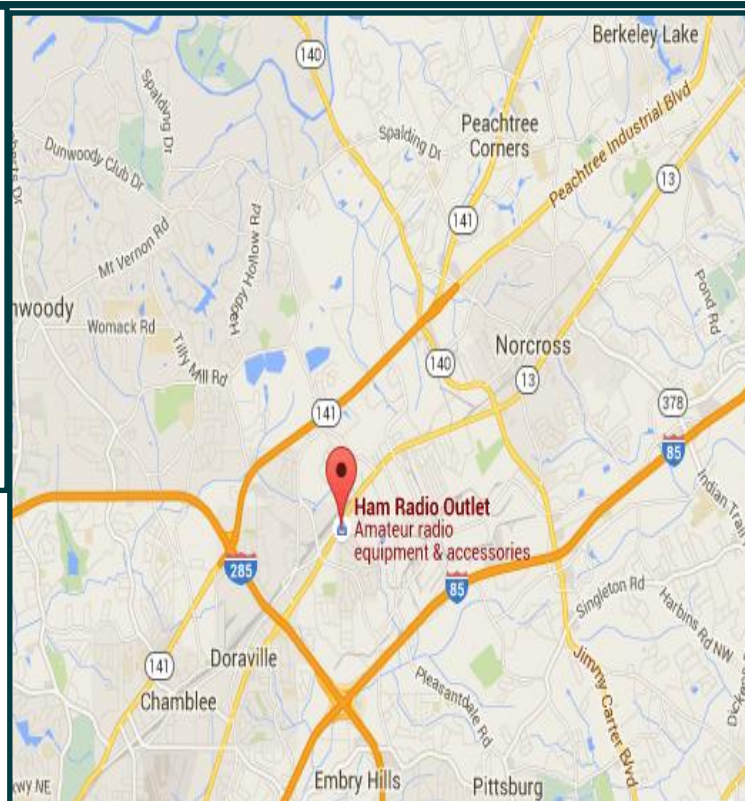 Berkeley Lake
140
Spalding Dr
Peachtree
Corners
Peachtree Industrial Blvd
Spalding Dr
Dunwoody Club Dr
13
141
Mt Vernon Rd
Happy Hollow Rd
Pond Rd
nwoody
Womack Rd
Tilly Mill Rd
Norcross
140
13
378
141
85
Ham Radio Outlet
Amateur radio
equipment & accessories
Indian Trail
285
85
Singleton Rd
Harbins Rd NW
Doraville
141
Chamblee
Pleasantdale Rd
Jimmy Carter Blvd
Embry Hills
Pittsburg
wy NE